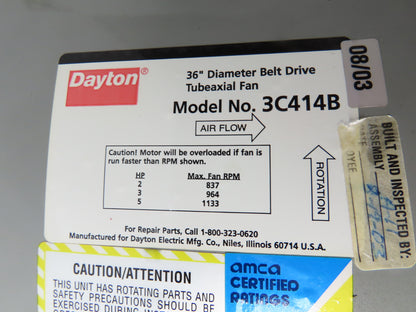 Dayton®
36" Diameter Belt Drive
Tubeaxial Fan
Model No. 3C414B
AIR FLOW
Caution! Motor will be overloaded if fan is
run faster than RPM shown.
HP Max. Fan RPM
2 837
3 964
5 1133
ROTATION
For Repair Parts, Call 1-800-323-0620
Manufactured for Dayton Electric Mfg. Co., Niles, Illinois 60714 U.S.A.
08/03
BUILT AND INSPECTED
ASSEMBLY
CAUTION/ATTENTION
THIS UNIT HAS ROTATING PARTS AND
SAFETY PRECAUTIONS SHOULD BE
EXERCISED DURING
amca
CERTIFIED
RATINGS